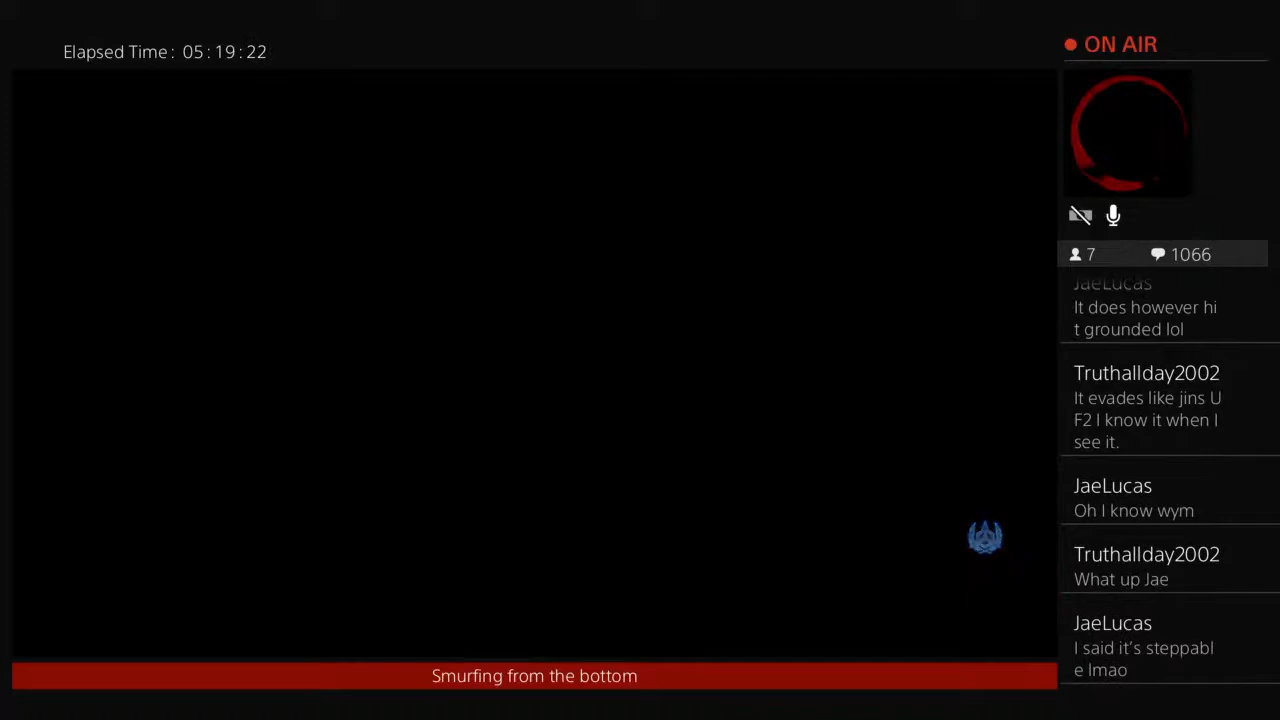 Elapsed Time: 05:19:22
ON AIR
7 1066
JaeLucas
It does however hi
t grounded lol
Truthallday2002
It evades like jins U
F2 I know it when I
see it.
JaeLucas
Oh I know wym
Truthallday2002
What up Jae
JaeLucas
I said it’s steppabl
e lmao
Smurfing from the bottom